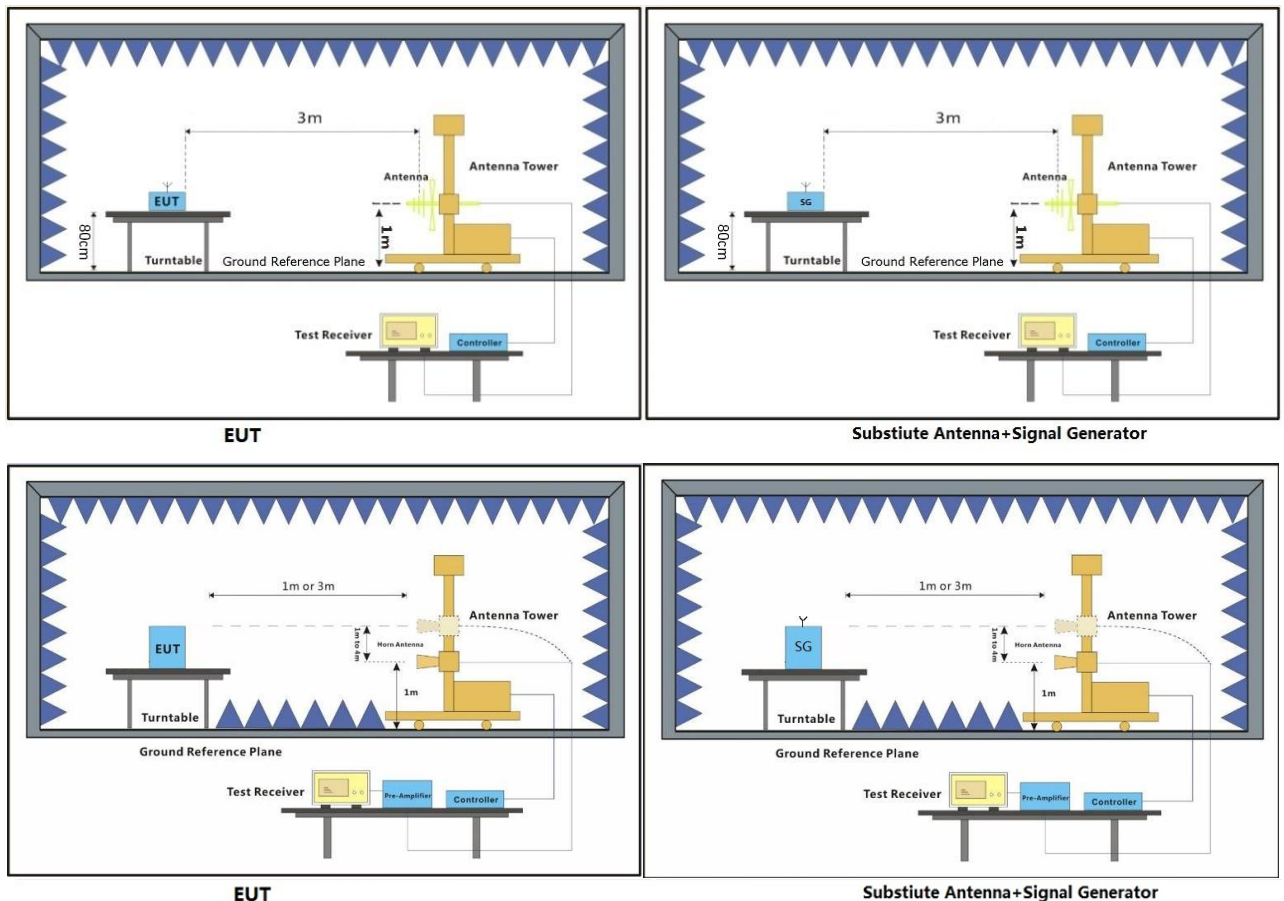 3m
Antenna Tower
Antenna
EUT
80cm
1m
Turntable
Ground Reference Plane
Test Receiver
Controller
EUT
3m
Antenna Tower
Antenna
SG
80cm
1m
Turntable
Ground Reference Plane
Test Receiver
Controller
Substiute Antenna+Signal Generator
1m or 3m
Antenna Tower
1m to 4m
Horn Antenna
EUT
1m
Turntable
Ground Reference Plane
Test Receiver
Pre-Amplifier
Controller
EUT
1m or 3m
Antenna Tower
1m to 4m
Horn Antenna
SG
1m
Turntable
Ground Reference Plane
Test Receiver
Pre-Amplifier
Controller
Substiute Antenna+Signal Generator